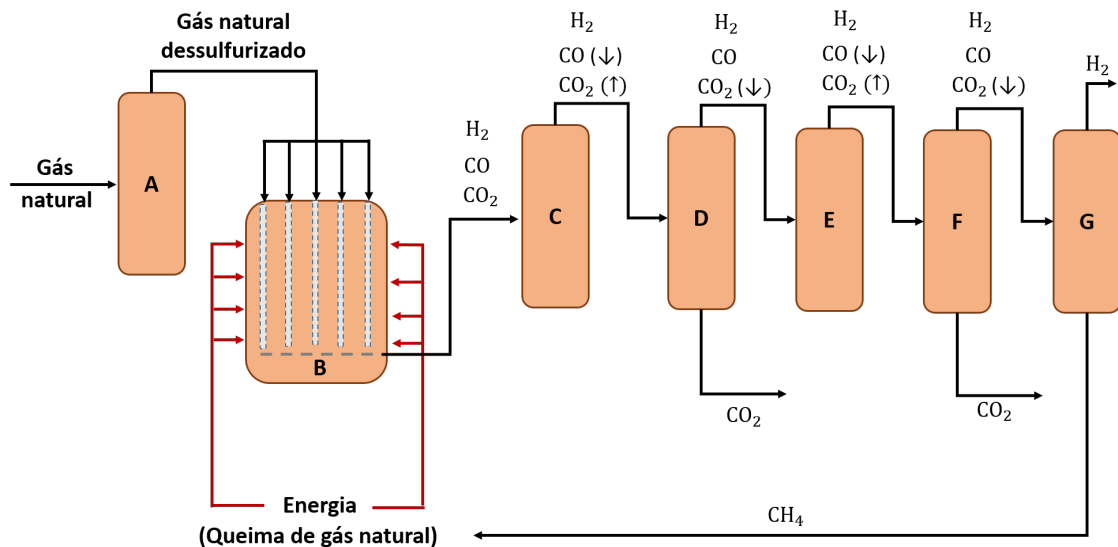 Gás natural
dessulfurizado
Gás
natural
A
H₂
CO
CO₂
B
Energia
(Queima de gás natural)
H₂
CO (↓)
CO₂ (↑)
C
H₂
CO
CO₂ (↓)
D
CO₂
H₂
CO (↓)
CO₂ (↑)
E
H₂
CO
CO₂ (↓)
F
CO₂
H₂
G
CH₄